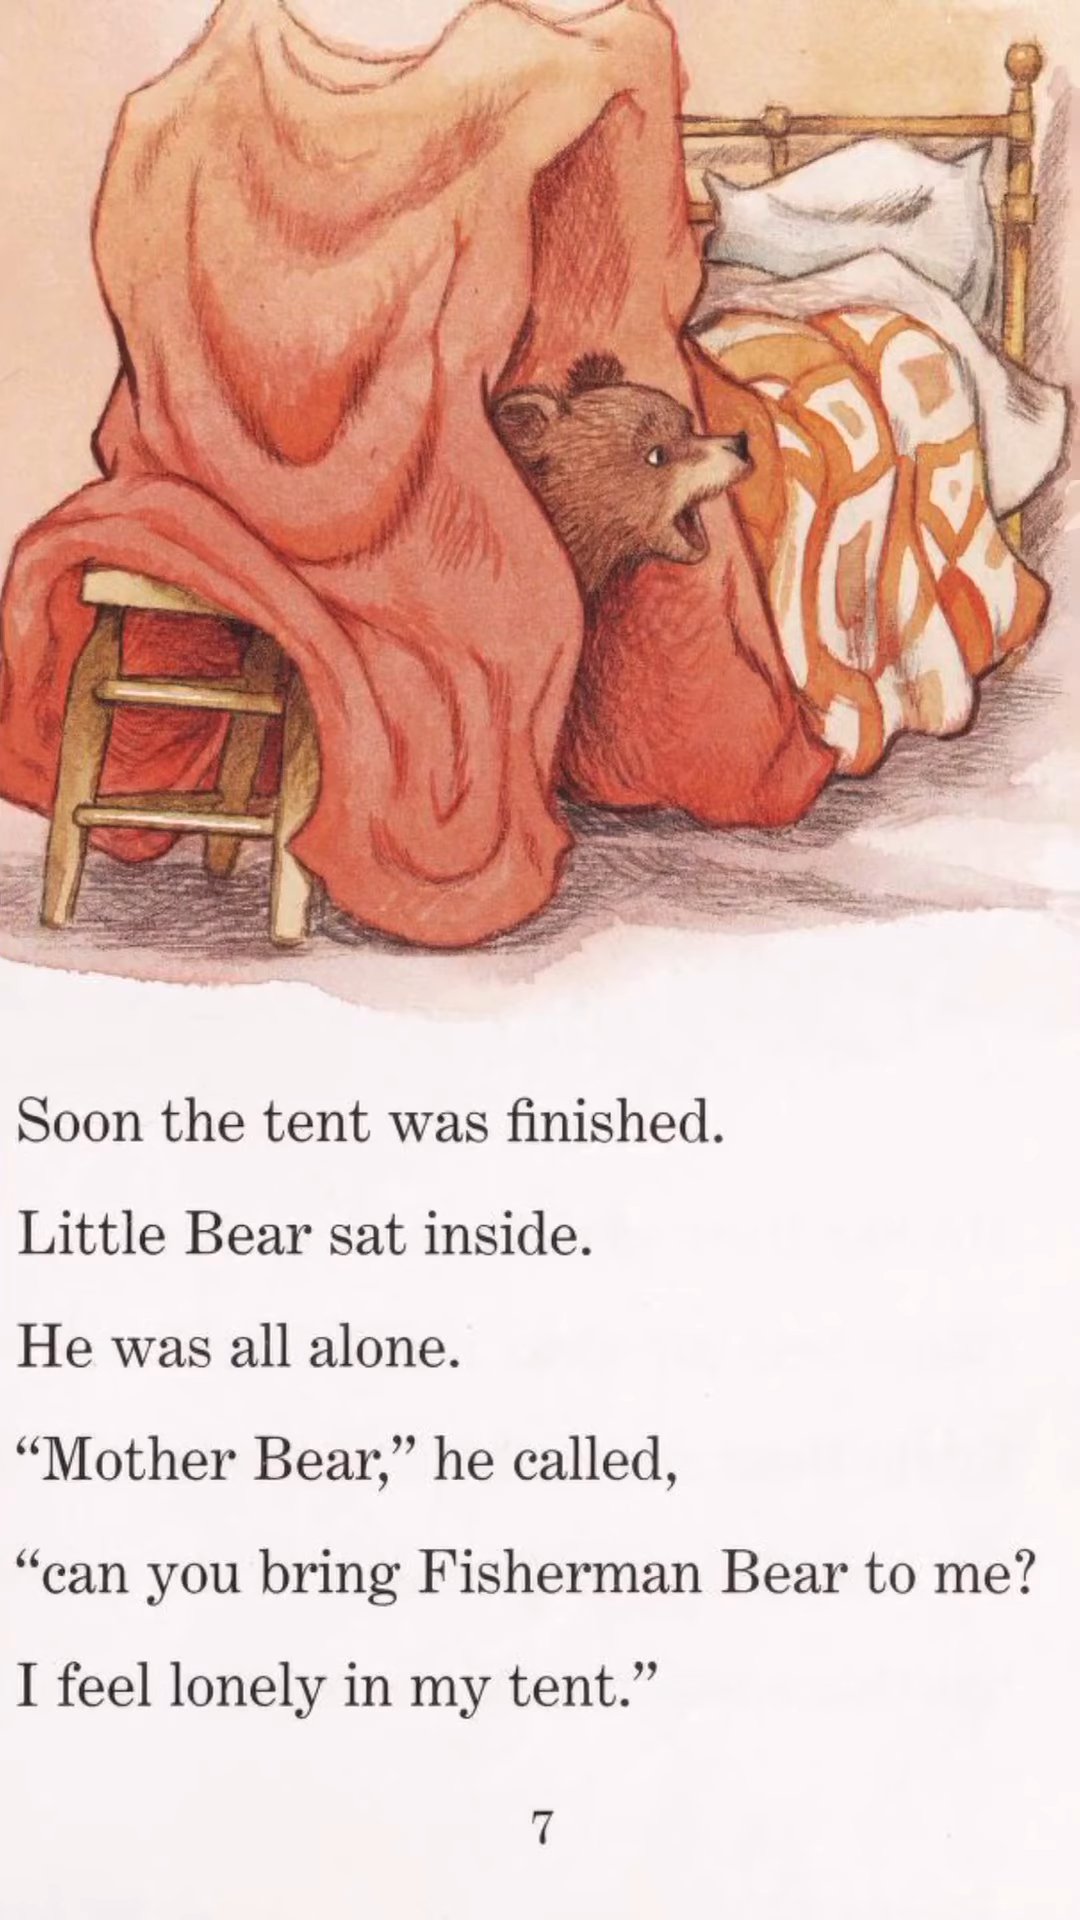 Soon the tent was finished.
Little Bear sat inside.
He was all alone.
“Mother Bear,” he called,
“can you bring Fisherman Bear to me?
I feel lonely in my tent.”
7